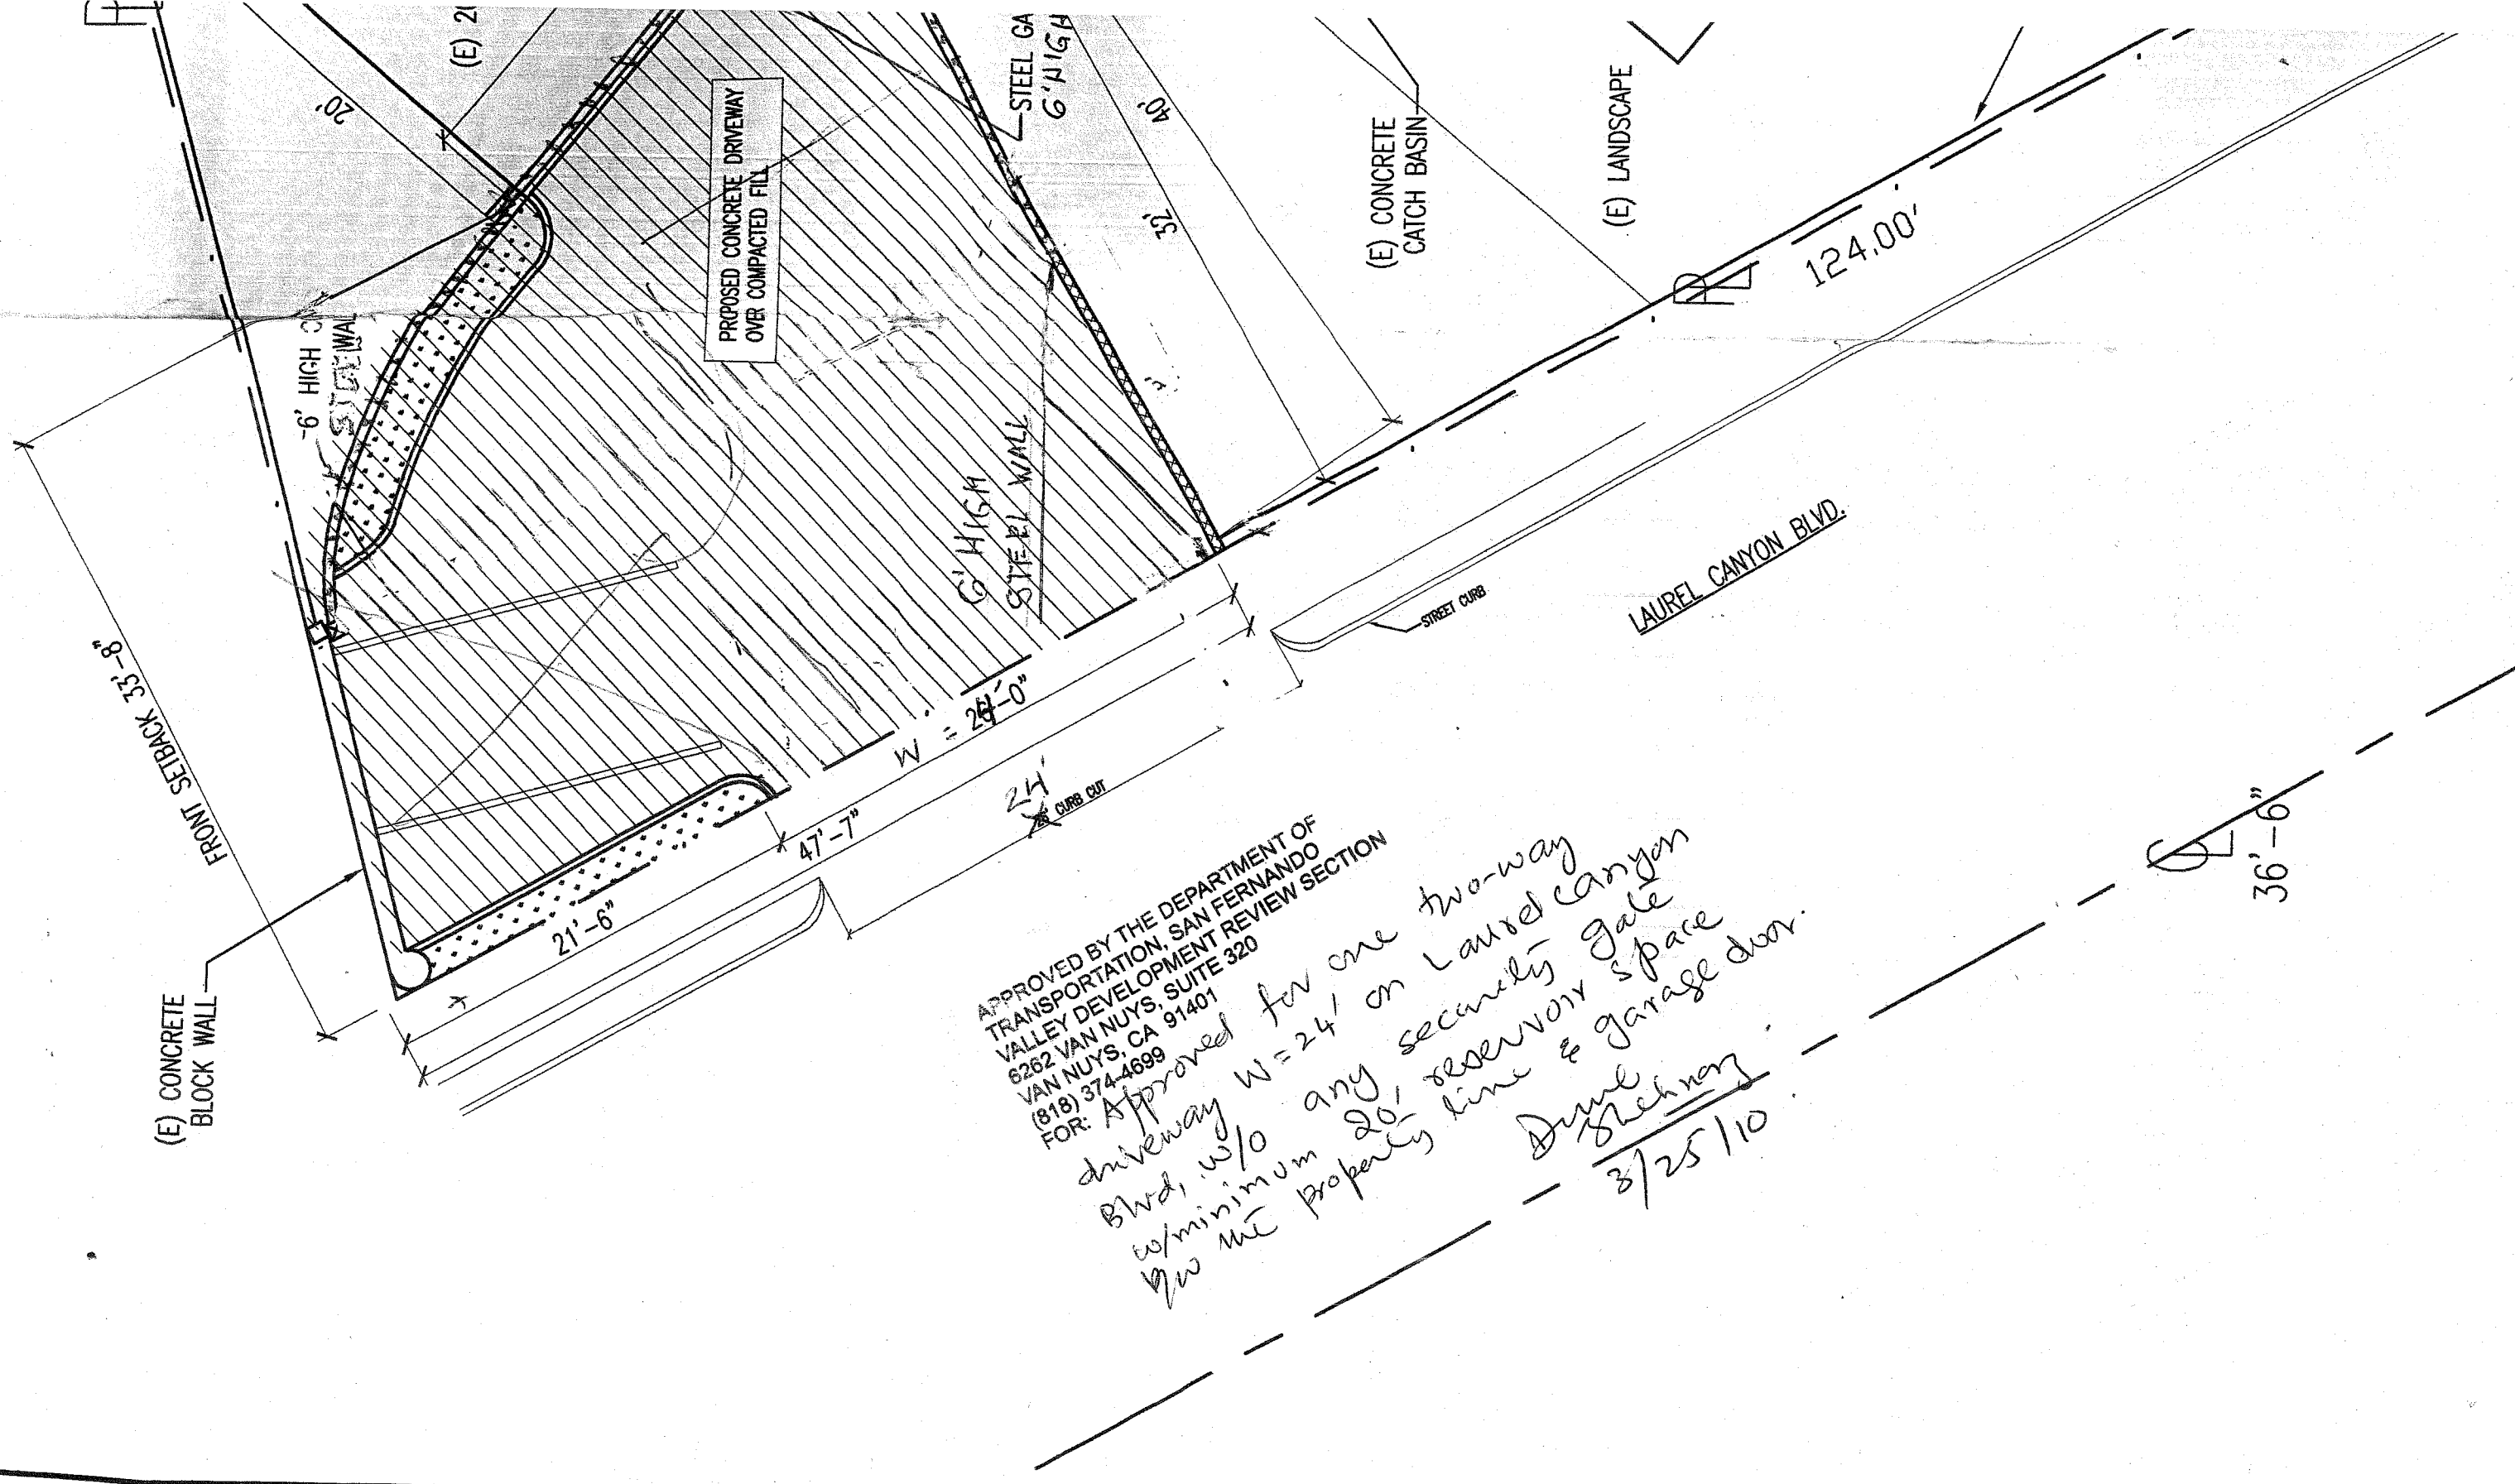 (E) 20
20'
STEEL GA
6' HIGH
40'
32'
(E) CONCRETE
CATCH BASIN
(E) LANDSCAPE
PROPOSED CONCRETE DRIVEWAY
OVER COMPACTED FILL
PL
124.00'
6' HIGH
WAL
6' HIGH
STEEL WALL
FRONT SETBACK 33'-8"
STREET CURB
LAUREL CANYON BLVD.
W = 24'-0"
24'
CURB CUT
47'-7"
21'-6"
(E) CONCRETE
BLOCK WALL
CL
36'-6"
APPROVED BY THE DEPARTMENT OF
TRANSPORTATION, SAN FERNANDO
VALLEY DEVELOPMENT REVIEW SECTION
6262 VAN NUYS, SUITE 320
VAN NUYS, CA 91401
(818) 374-4699
FOR: Approved for one two-way
driveway W=24' on Laurel Canyon
Blvd, w/o any security gate
w/minimum 20' reservoir space
b/w the property line & garage door.
3/25/10